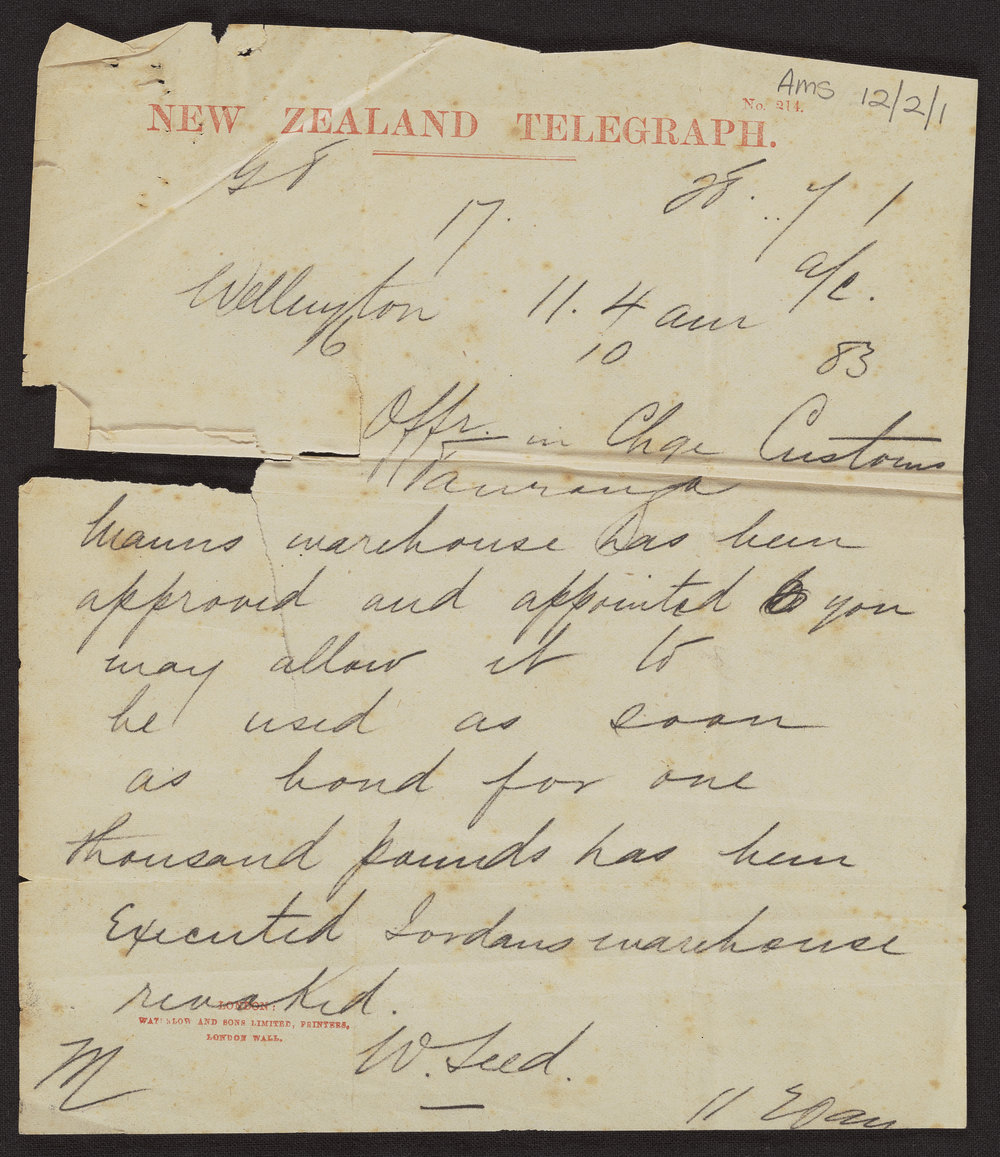 Ams 12/2/1
No. 214.
NEW ZEALAND TELEGRAPH.
17.
Wellington 11.4 am a/c.
16 10 83
Offr. in Chge Customs
Tauranga
Manns warehouse has been
approved and appointed you
may allow it to
be used as soon
as bond for one
thousand pounds has been
Executed Jordans warehouse
revoked.
LONDON:
WATERLOW AND SONS LIMITED, PRINTERS,
LONDON WALL.
W. Seed.
M
11